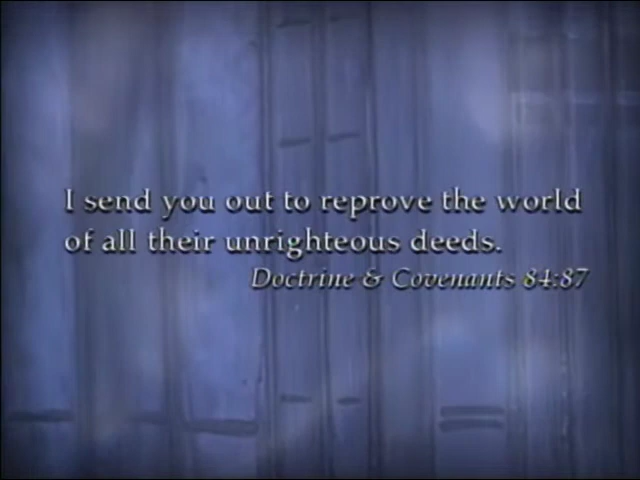 I send you out to reprove the world
of all their unrighteous deeds.
Doctrine & Covenants 84:87